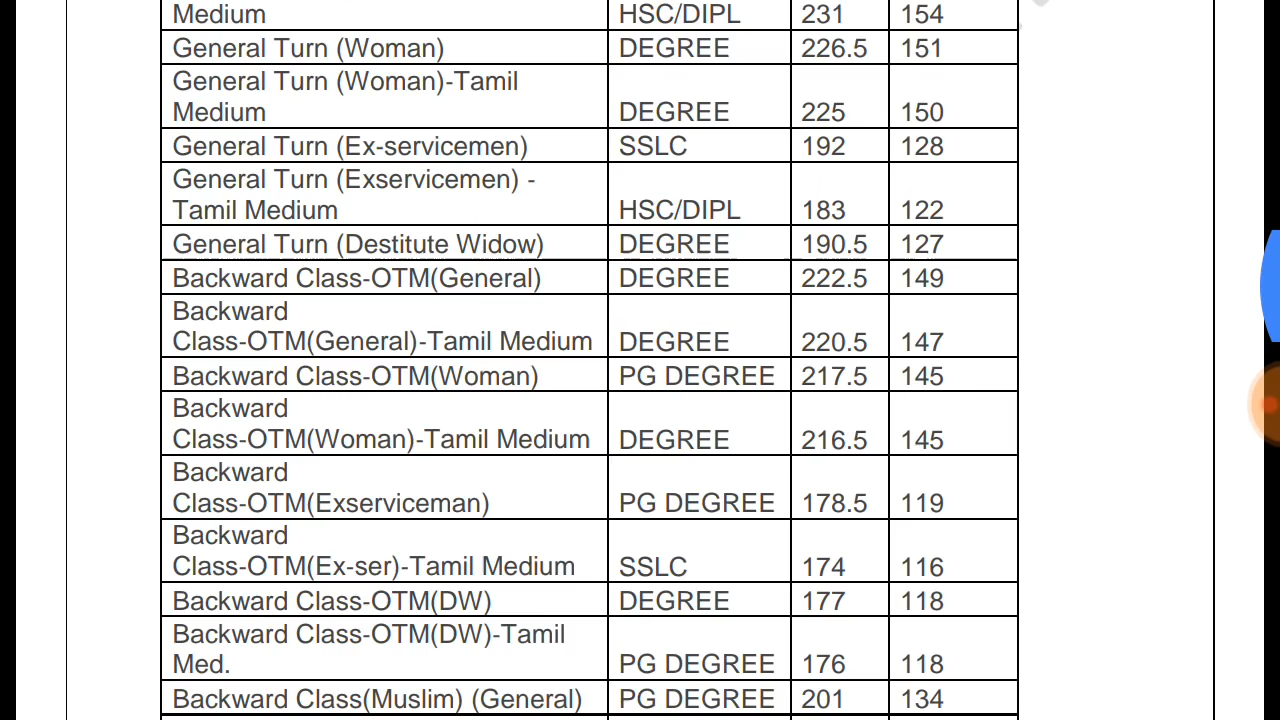 Medium HSC/DIPL 231 154
General Turn (Woman) DEGREE 226.5 151
General Turn (Woman)-Tamil
Medium DEGREE 225 150
General Turn (Ex-servicemen) SSLC 192 128
General Turn (Exservicemen) -
Tamil Medium HSC/DIPL 183 122
General Turn (Destitute Widow) DEGREE 190.5 127
Backward Class-OTM(General) DEGREE 222.5 149
Backward
Class-OTM(General)-Tamil Medium DEGREE 220.5 147
Backward Class-OTM(Woman) PG DEGREE 217.5 145
Backward
Class-OTM(Woman)-Tamil Medium DEGREE 216.5 145
Backward
Class-OTM(Exserviceman) PG DEGREE 178.5 119
Backward
Class-OTM(Ex-ser)-Tamil Medium SSLC 174 116
Backward Class-OTM(DW) DEGREE 177 118
Backward Class-OTM(DW)-Tamil
Med. PG DEGREE 176 118
Backward Class(Muslim) (General) PG DEGREE 201 134